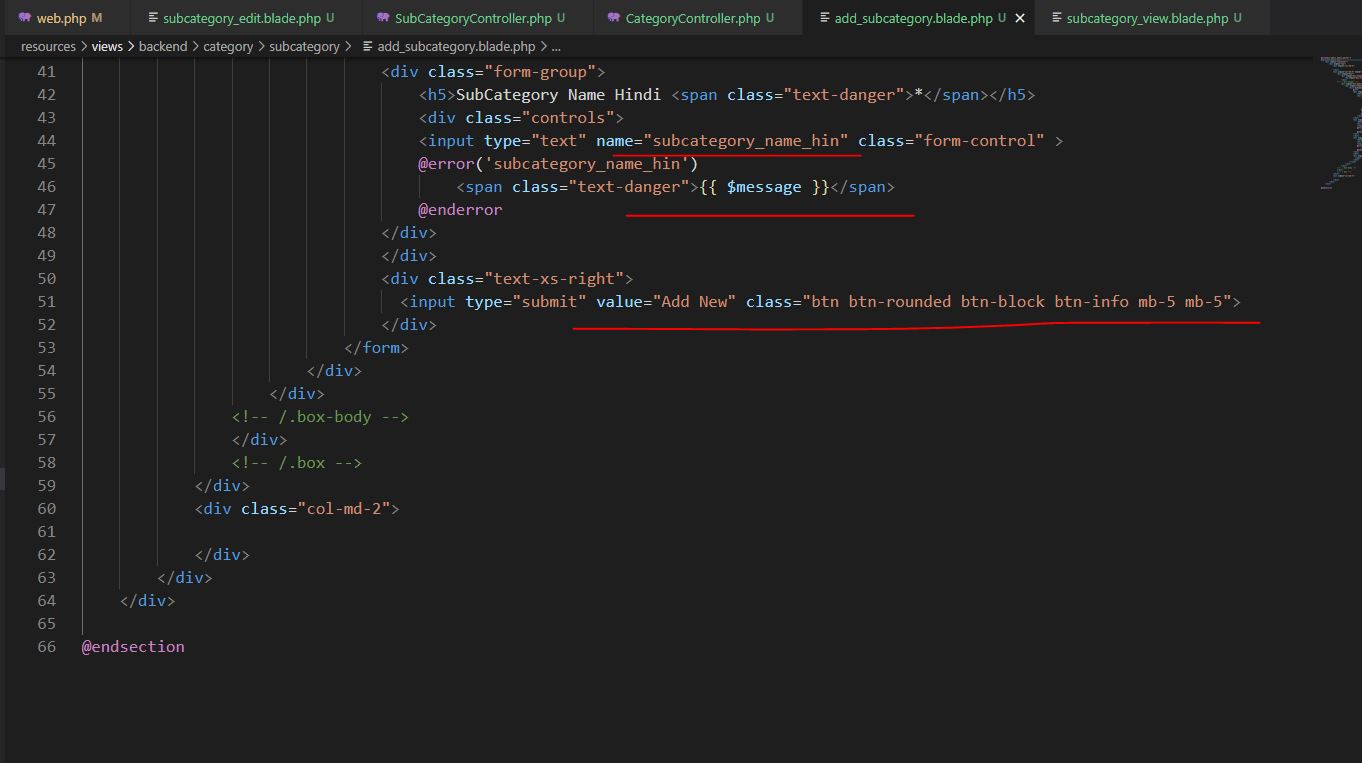 web.php M subcategory_edit.blade.php U SubCategoryController.php U CategoryController.php U add_subcategory.blade.php U subcategory_view.blade.php U
resources > views > backend > category > subcategory > add_subcategory.blade.php > ...
41 <div class="form-group">
42 <h5>SubCategory Name Hindi <span class="text-danger">*</span></h5>
43 <div class="controls">
44 <input type="text" name="subcategory_name_hin" class="form-control" >
45 @error('subcategory_name_hin')
46 <span class="text-danger">{{ $message }}</span>
47 @enderror
48 </div>
49 </div>
50 <div class="text-xs-right">
51 <input type="submit" value="Add New" class="btn btn-rounded btn-block btn-info mb-5 mb-5">
52 </div>
53 </form>
54 </div>
55 </div>
56 <!-- /.box-body -->
57 </div>
58 <!-- /.box -->
59 </div>
60 <div class="col-md-2">
61
62 </div>
63 </div>
64 </div>
65
66 @endsection